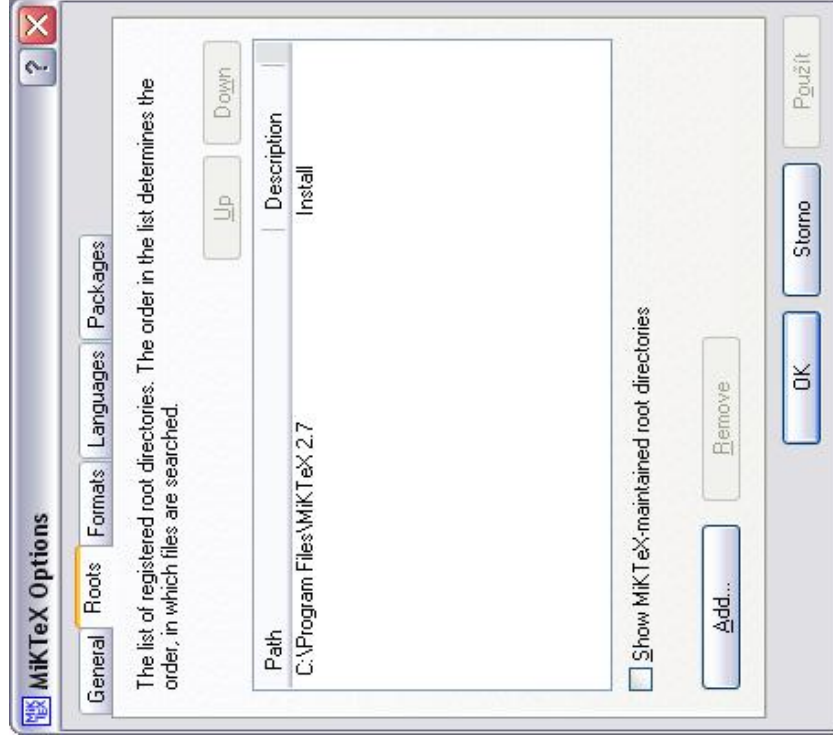 MiKTeX Options
General Roots Formats Languages Packages
The list of registered root directories. The order in the list determines the
order, in which files are searched.
Up Down
Path Description
C:\Program Files\MiKTeX 2.7 Install
Show MiKTeX-maintained root directories
Add... Remove
OK Storno Použít